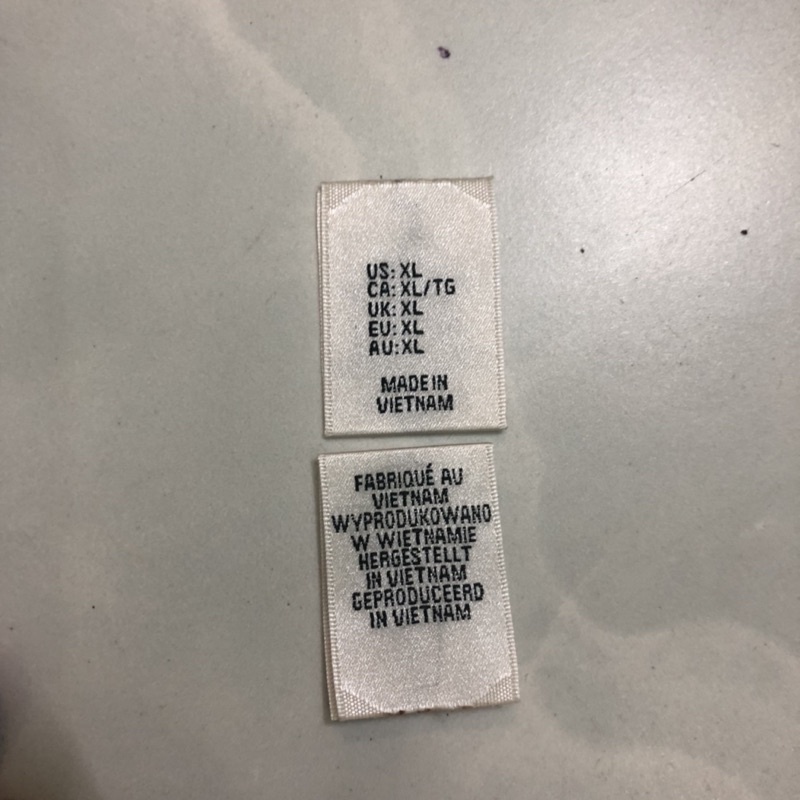 US: XL
CA: XL/TG
UK: XL
EU: XL
AU: XL
MADE IN
VIETNAM
FABRIQUÉ AU
VIETNAM
WYPRODUKOWANO
W WIETNAMIE
HERGESTELLT
IN VIETNAM
GEPRODUCEERD
IN VIETNAM